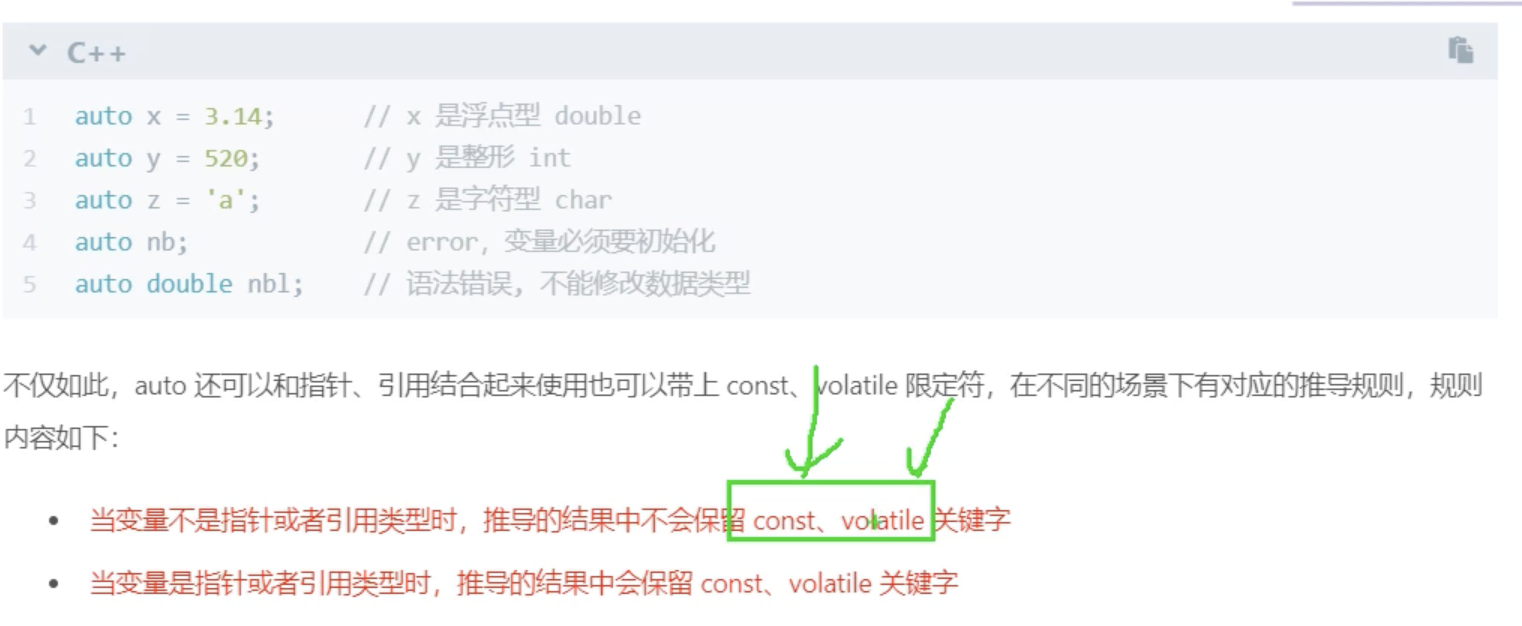 C++
1 auto x = 3.14; // x 是浮点型 double
2 auto y = 520; // y 是整形 int
3 auto z = 'a'; // z 是字符型 char
4 auto nb; // error，变量必须要初始化
5 auto double nbl; // 语法错误，不能修改数据类型
不仅如此，auto 还可以和指针、引用结合起来使用也可以带上 const、volatile 限定符，在不同的场景下有对应的推导规则，规则
内容如下：
• 当变量不是指针或者引用类型时，推导的结果中不会保留 const、volatile 关键字
• 当变量是指针或者引用类型时，推导的结果中会保留 const、volatile 关键字